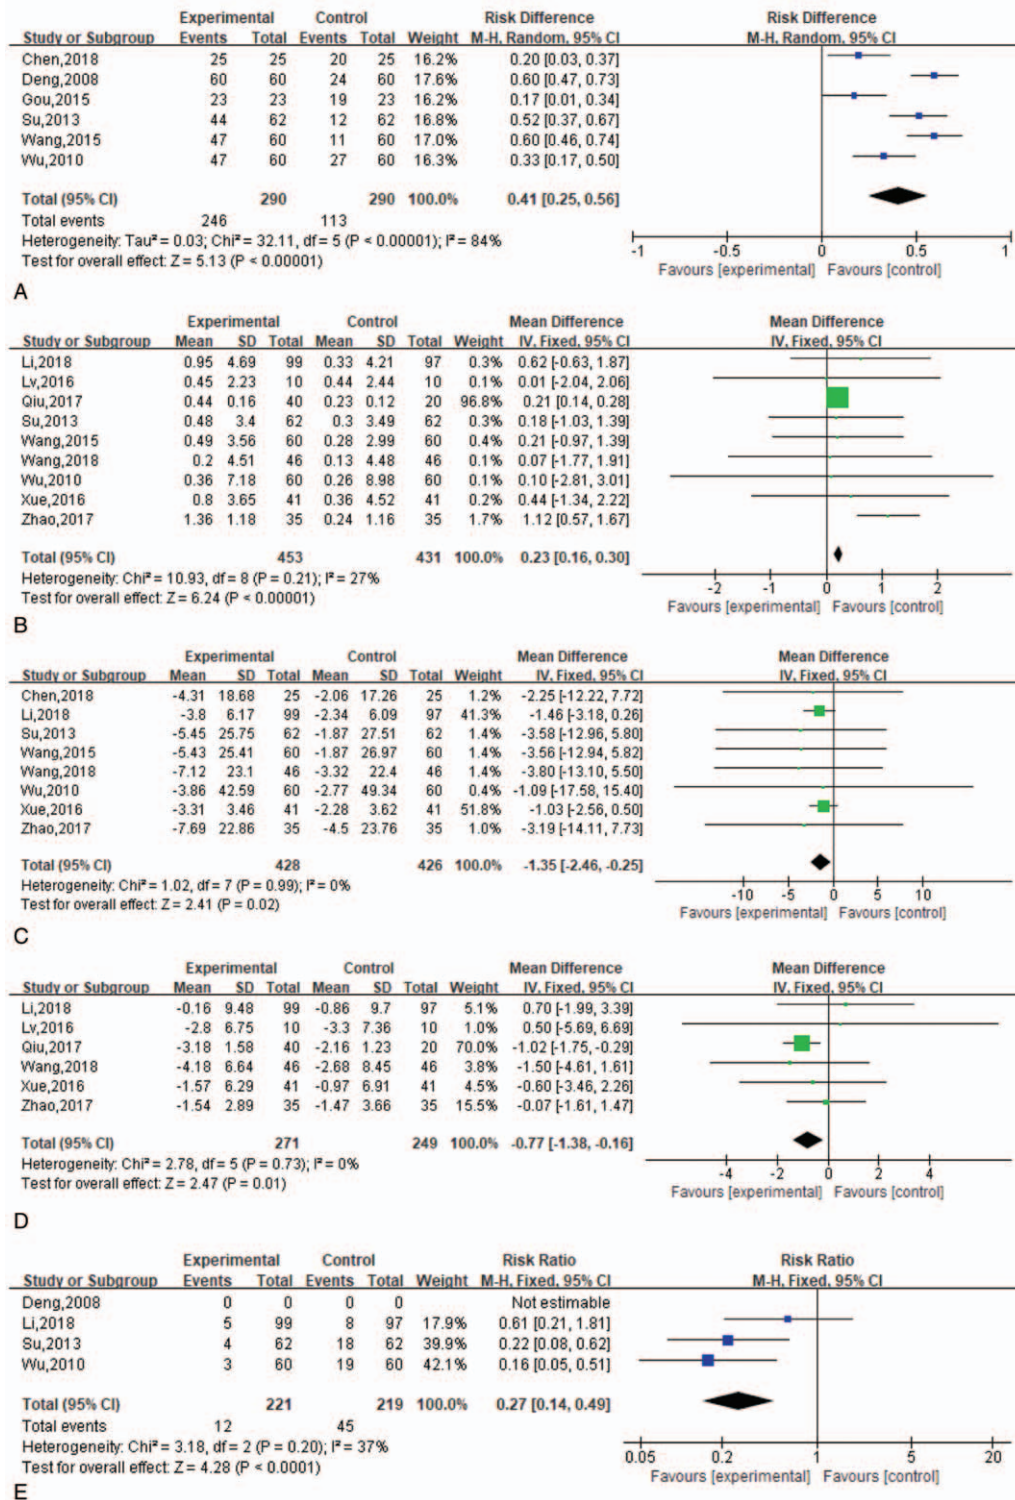 Experimental Control Risk Difference Risk Difference
Study or Subgroup Events Total Events Total Weight M-H, Random, 95% CI M-H, Random, 95% CI
Chen,2018 25 25 20 25 16.2% 0.20 [0.03, 0.37]
Deng,2008 60 60 24 60 17.6% 0.60 [0.47, 0.73]
Gou,2015 23 23 19 23 16.2% 0.17 [0.01, 0.34]
Su,2013 44 62 12 62 16.8% 0.52 [0.37, 0.67]
Wang,2015 47 60 11 60 17.0% 0.60 [0.46, 0.74]
Wu,2010 47 60 27 60 16.3% 0.33 [0.17, 0.50]
Total (95% CI) 290 290 100.0% 0.41 [0.25, 0.56]
Total events 246 113
Heterogeneity: Tau² = 0.03; Chi² = 32.11, df = 5 (P < 0.00001); I² = 84%
Test for overall effect: Z = 5.13 (P < 0.00001)
-1 -0.5 0 0.5 1
Favours [experimental] Favours [control]
A
Experimental Control Mean Difference Mean Difference
Study or Subgroup Mean SD Total Mean SD Total Weight IV, Fixed, 95% CI IV, Fixed, 95% CI
Li,2018 0.95 4.69 99 0.33 4.21 97 0.3% 0.62 [-0.63, 1.87]
Lv,2016 0.45 2.23 10 0.44 2.44 10 0.1% 0.01 [-2.04, 2.06]
Qiu,2017 0.44 0.16 40 0.23 0.12 20 96.8% 0.21 [0.14, 0.28]
Su,2013 0.48 3.4 62 0.3 3.49 62 0.3% 0.18 [-1.03, 1.39]
Wang,2015 0.49 3.56 60 0.28 2.99 60 0.4% 0.21 [-0.97, 1.39]
Wang,2018 0.2 4.51 46 0.13 4.48 46 0.1% 0.07 [-1.77, 1.91]
Wu,2010 0.36 7.18 60 0.26 8.98 60 0.1% 0.10 [-2.81, 3.01]
Xue,2016 0.8 3.65 41 0.36 4.52 41 0.2% 0.44 [-1.34, 2.22]
Zhao,2017 1.36 1.18 35 0.24 1.16 35 1.7% 1.12 [0.57, 1.67]
Total (95% CI) 453 431 100.0% 0.23 [0.16, 0.30]
Heterogeneity: Chi² = 10.93, df = 8 (P = 0.21); I² = 27%
Test for overall effect: Z = 6.24 (P < 0.00001)
-2 -1 0 1 2
Favours [experimental] Favours [control]
B
Experimental Control Mean Difference Mean Difference
Study or Subgroup Mean SD Total Mean SD Total Weight IV, Fixed, 95% CI IV, Fixed, 95% CI
Chen,2018 -4.31 18.68 25 -2.06 17.26 25 1.2% -2.25 [-12.22, 7.72]
Li,2018 -3.8 6.17 99 -2.34 6.09 97 41.3% -1.46 [-3.18, 0.26]
Su,2013 -5.45 25.75 62 -1.87 27.51 62 1.4% -3.58 [-12.96, 5.80]
Wang,2015 -5.43 25.41 60 -1.87 26.97 60 1.4% -3.56 [-12.94, 5.82]
Wang,2018 -7.12 23.1 46 -3.32 22.4 46 1.4% -3.80 [-13.10, 5.50]
Wu,2010 -3.86 42.59 60 -2.77 49.34 60 0.4% -1.09 [-17.58, 15.40]
Xue,2016 -3.31 3.46 41 -2.28 3.62 41 51.8% -1.03 [-2.56, 0.50]
Zhao,2017 -7.69 22.86 35 -4.5 23.76 35 1.0% -3.19 [-14.11, 7.73]
Total (95% CI) 428 426 100.0% -1.35 [-2.46, -0.25]
Heterogeneity: Chi² = 1.02, df = 7 (P = 0.99); I² = 0%
Test for overall effect: Z = 2.41 (P = 0.02)
-10 -5 0 5 10
Favours [experimental] Favours [control]
C
Experimental Control Mean Difference Mean Difference
Study or Subgroup Mean SD Total Mean SD Total Weight IV, Fixed, 95% CI IV, Fixed, 95% CI
Li,2018 -0.16 9.48 99 -0.86 9.7 97 5.1% 0.70 [-1.99, 3.39]
Lv,2016 -2.8 6.75 10 -3.3 7.36 10 1.0% 0.50 [-5.69, 6.69]
Qiu,2017 -3.18 1.58 40 -2.16 1.23 20 70.0% -1.02 [-1.75, -0.29]
Wang,2018 -4.18 6.64 46 -2.68 8.45 46 3.8% -1.50 [-4.61, 1.61]
Xue,2016 -1.57 6.29 41 -0.97 6.91 41 4.5% -0.60 [-3.46, 2.26]
Zhao,2017 -1.54 2.89 35 -1.47 3.66 35 15.5% -0.07 [-1.61, 1.47]
Total (95% CI) 271 249 100.0% -0.77 [-1.38, -0.16]
Heterogeneity: Chi² = 2.78, df = 5 (P = 0.73); I² = 0%
Test for overall effect: Z = 2.47 (P = 0.01)
-4 -2 0 2 4
Favours [experimental] Favours [control]
D
Experimental Control Risk Ratio Risk Ratio
Study or Subgroup Events Total Events Total Weight M-H, Fixed, 95% CI M-H, Fixed, 95% CI
Deng,2008 0 0 0 0 Not estimable
Li,2018 5 99 8 97 17.9% 0.61 [0.21, 1.81]
Su,2013 4 62 18 62 39.9% 0.22 [0.08, 0.62]
Wu,2010 3 60 19 60 42.1% 0.16 [0.05, 0.51]
Total (95% CI) 221 219 100.0% 0.27 [0.14, 0.49]
Total events 12 45
Heterogeneity: Chi² = 3.18, df = 2 (P = 0.20); I² = 37%
Test for overall effect: Z = 4.28 (P < 0.0001)
0.05 0.2 1 5 20
Favours [experimental] Favours [control]
E